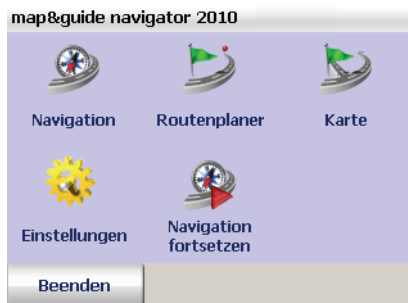 map&guide navigator 2010
Navigation
Routenplaner
Karte
Einstellungen
Navigation
fortsetzen
Beenden